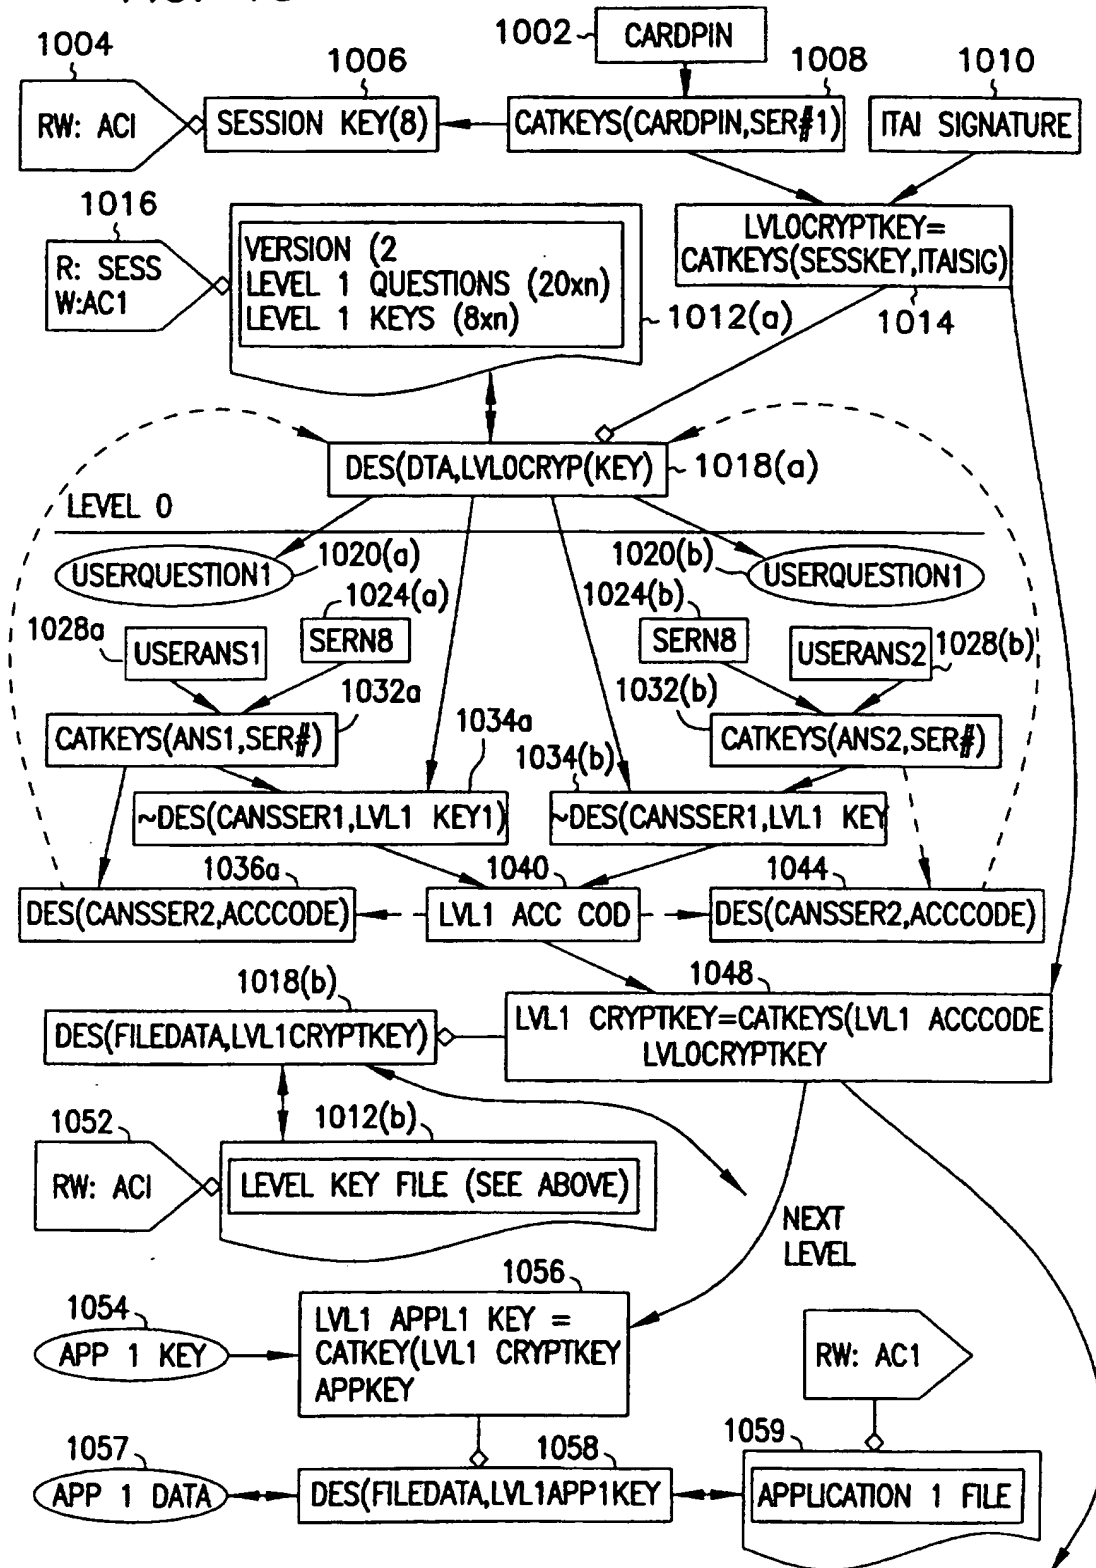 1002
CARDPIN
1004
1006
1008
1010
RW: ACI
SESSION KEY(8)
CATKEYS(CARDPIN,SER#1)
ITAI SIGNATURE
1016
R: SESS
W:AC1
VERSION (2
LEVEL 1 QUESTIONS (20xn)
LEVEL 1 KEYS (8xn)
1012(a)
LVLOCRYPTKEY=
CATKEYS(SESSKEY,ITAISIG)
1014
DES(DTA,LVLOCRYP(KEY)
1018(a)
LEVEL 0
1020(a)
1020(b)
USERQUESTION1
USERQUESTION1
1024(a)
1024(b)
1028a
USERANS1
SERN8
SERN8
USERANS2
1028(b)
1032a
1032(b)
CATKEYS(ANS1,SER#)
1034a
CATKEYS(ANS2,SER#)
1034(b)
~DES(CANSSER1,LVL1 KEY1)
~DES(CANSSER1,LVL1 KEY
1036a
1040
1044
DES(CANSSER2,ACCCODE)
LVL1 ACC COD
DES(CANSSER2,ACCCODE)
1018(b)
1048
DES(FILEDATA,LVL1CRYPTKEY)
LVL1 CRYPTKEY=CATKEYS(LVL1 ACCCODE
LVLOCRYPTKEY
1052
1012(b)
RW: ACI
LEVEL KEY FILE (SEE ABOVE)
NEXT
LEVEL
1056
1054
APP 1 KEY
LVL1 APPL1 KEY =
CATKEY(LVL1 CRYPTKEY
APPKEY
RW: AC1
1057
1058
1059
APP 1 DATA
DES(FILEDATA,LVL1APP1KEY
APPLICATION 1 FILE